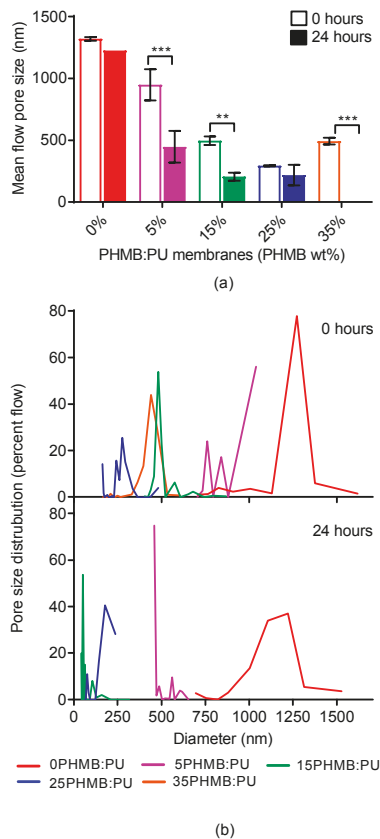 1500
1000
500
0
Mean flow pore size (nm)
0 hours
24 hours
***
**
***
0%
5%
15%
25%
35%
PHMB:PU membranes (PHMB wt%)
(a)
Pore size distrubution (percent flow)
80
60
40
20
0
0 hours
80
60
40
20
0
24 hours
0 250 500 750 1000 1250 1500
Diameter (nm)
0PHMB:PU 5PHMB:PU 15PHMB:PU
25PHMB:PU 35PHMB:PU
(b)